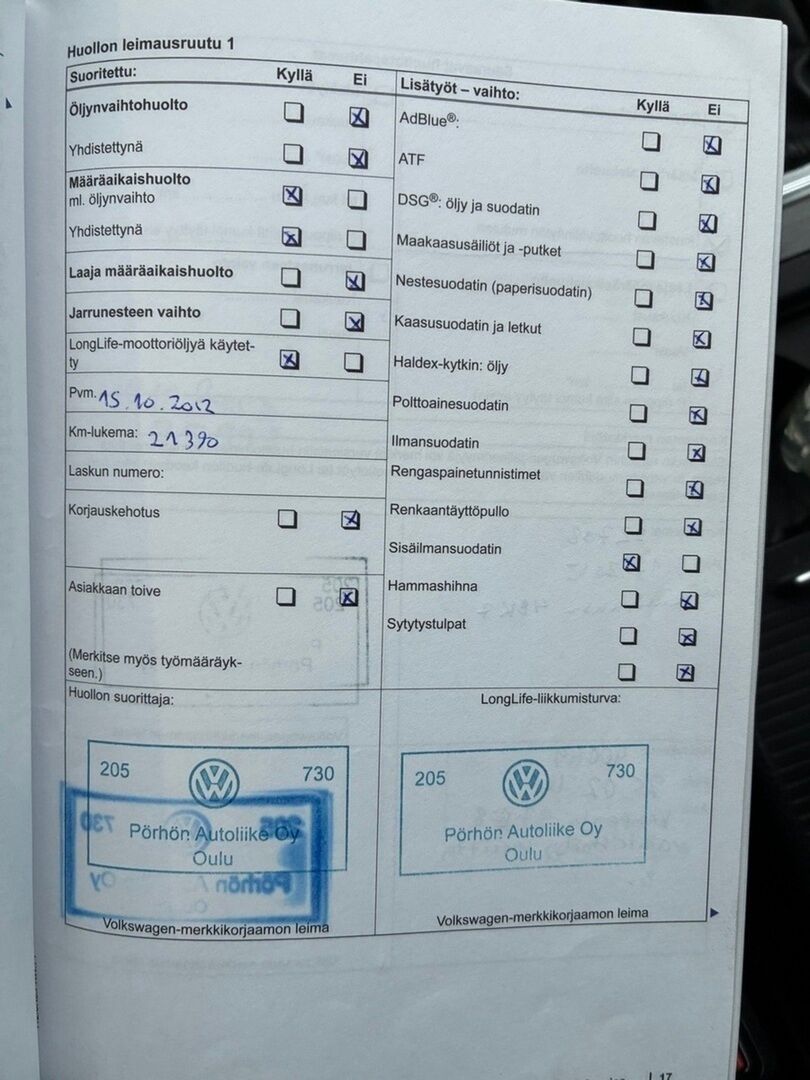 Huollon leimausruutu 1
Suoritettu: Kyllä Ei
Öljynvaihtohuolto
Yhdistettynä
Määräaikaishuolto
ml. öljynvaihto
Yhdistettynä
Laaja määräaikaishuolto
Jarrunesteen vaihto
LongLife-moottoriöljyä käytet-
ty
Pvm. 15.10.2012
Km-lukema: 21390
Laskun numero:
Korjauskehotus
Asiakkaan toive
(Merkitse myös työmääräyk-
seen.)
Lisätyöt – vaihto: Kyllä Ei
AdBlue®:
ATF
DSG®: öljy ja suodatin
Maakaasusäiliöt ja -putket
Nestesuodatin (paperisuodatin)
Kaasusuodatin ja letkut
Haldex-kytkin: öljy
Polttoainesuodatin
Ilmansuodatin
Rengaspainetunnistimet
Renkaantäyttöpullo
Sisäilmansuodatin
Hammashihna
Sytytystulpat
Huollon suorittaja:
205 730
Pörhön Autoliike Oy
Oulu
Volkswagen-merkkikorjaamon leima
LongLife-liikkumisturva:
205 730
Pörhön Autoliike Oy
Oulu
Volkswagen-merkkikorjaamon leima
17